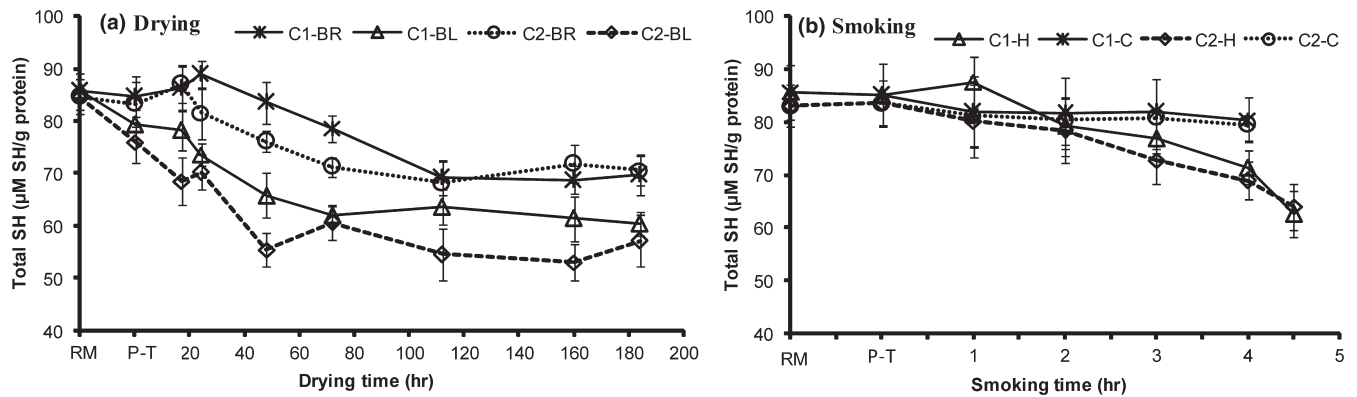 (a) Drying
C1-BR C1-BL C2-BR C2-BL
Total SH (µM SH/g protein)
100
90
80
70
60
50
40
RM P-T 20 40 60 80 100 120 140 160 180 200
Drying time (hr)
(b) Smoking
C1-H C1-C C2-H C2-C
Total SH (µM SH/g protein)
100
90
80
70
60
50
40
RM P-T 1 2 3 4 5
Smoking time (hr)